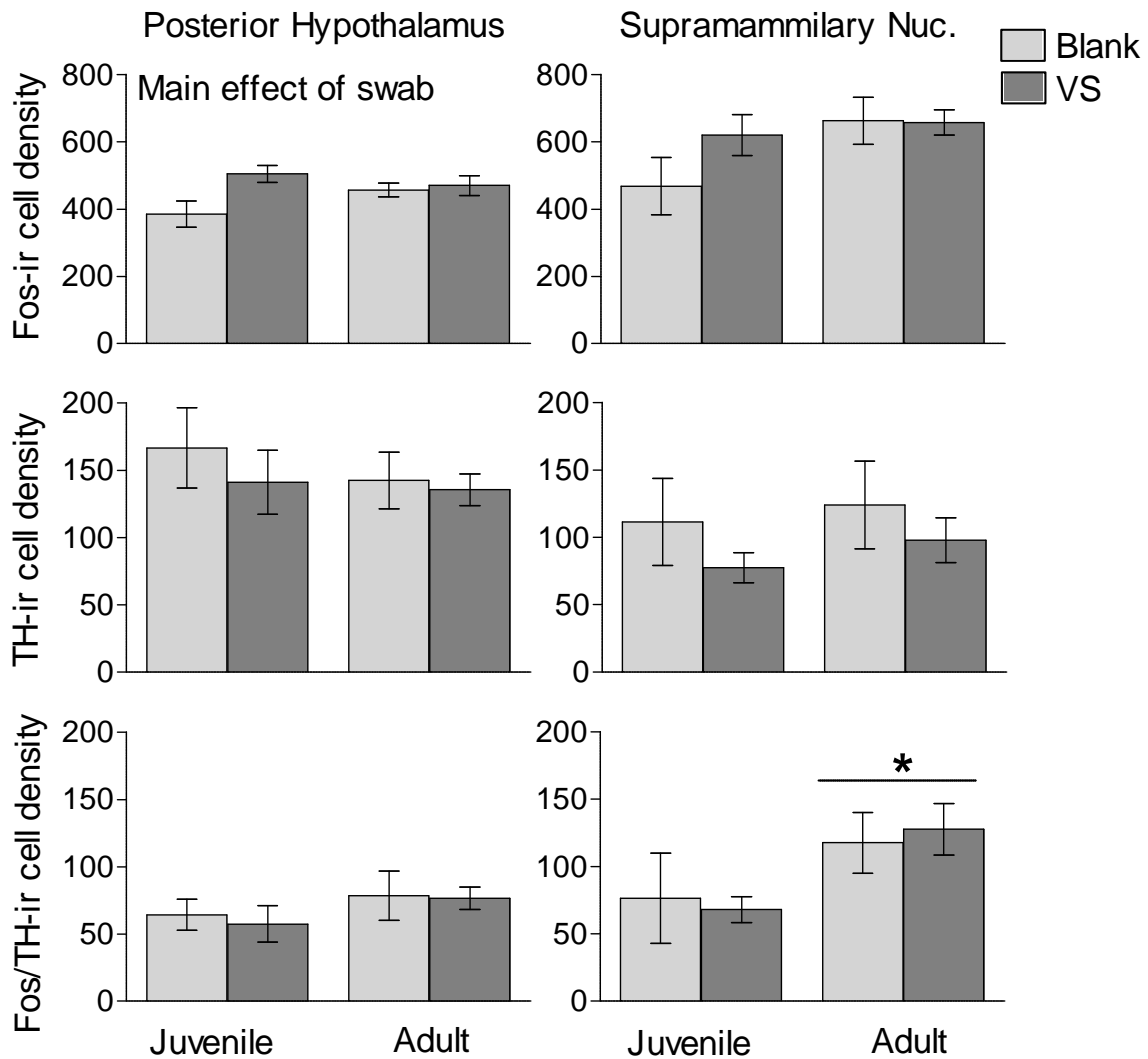 Posterior Hypothalamus
Supramammilary Nuc.
Blank
VS
Main effect of swab
Fos-ir cell density
800
600
400
200
0
800
600
400
200
0
TH-ir cell density
200
150
100
50
0
200
150
100
50
0
Fos/TH-ir cell density
200
150
100
50
0
200
150
100
50
0
*
Juvenile
Adult
Juvenile
Adult